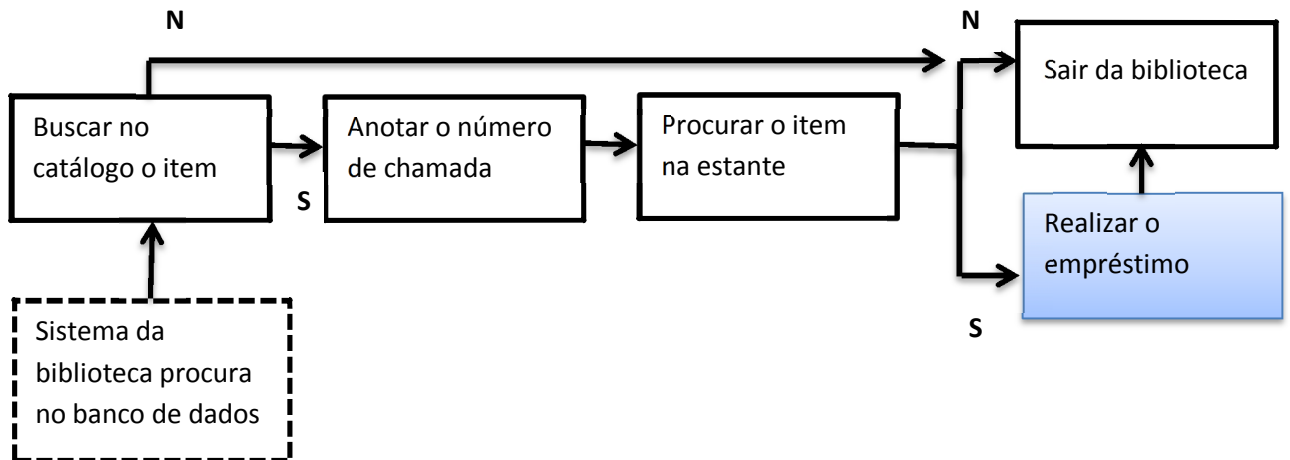 N
N
Sair da biblioteca
Buscar no
catálogo o item
Anotar o número
de chamada
Procurar o item
na estante
S
Realizar o
empréstimo
S
Sistema da
biblioteca procura
no banco de dados